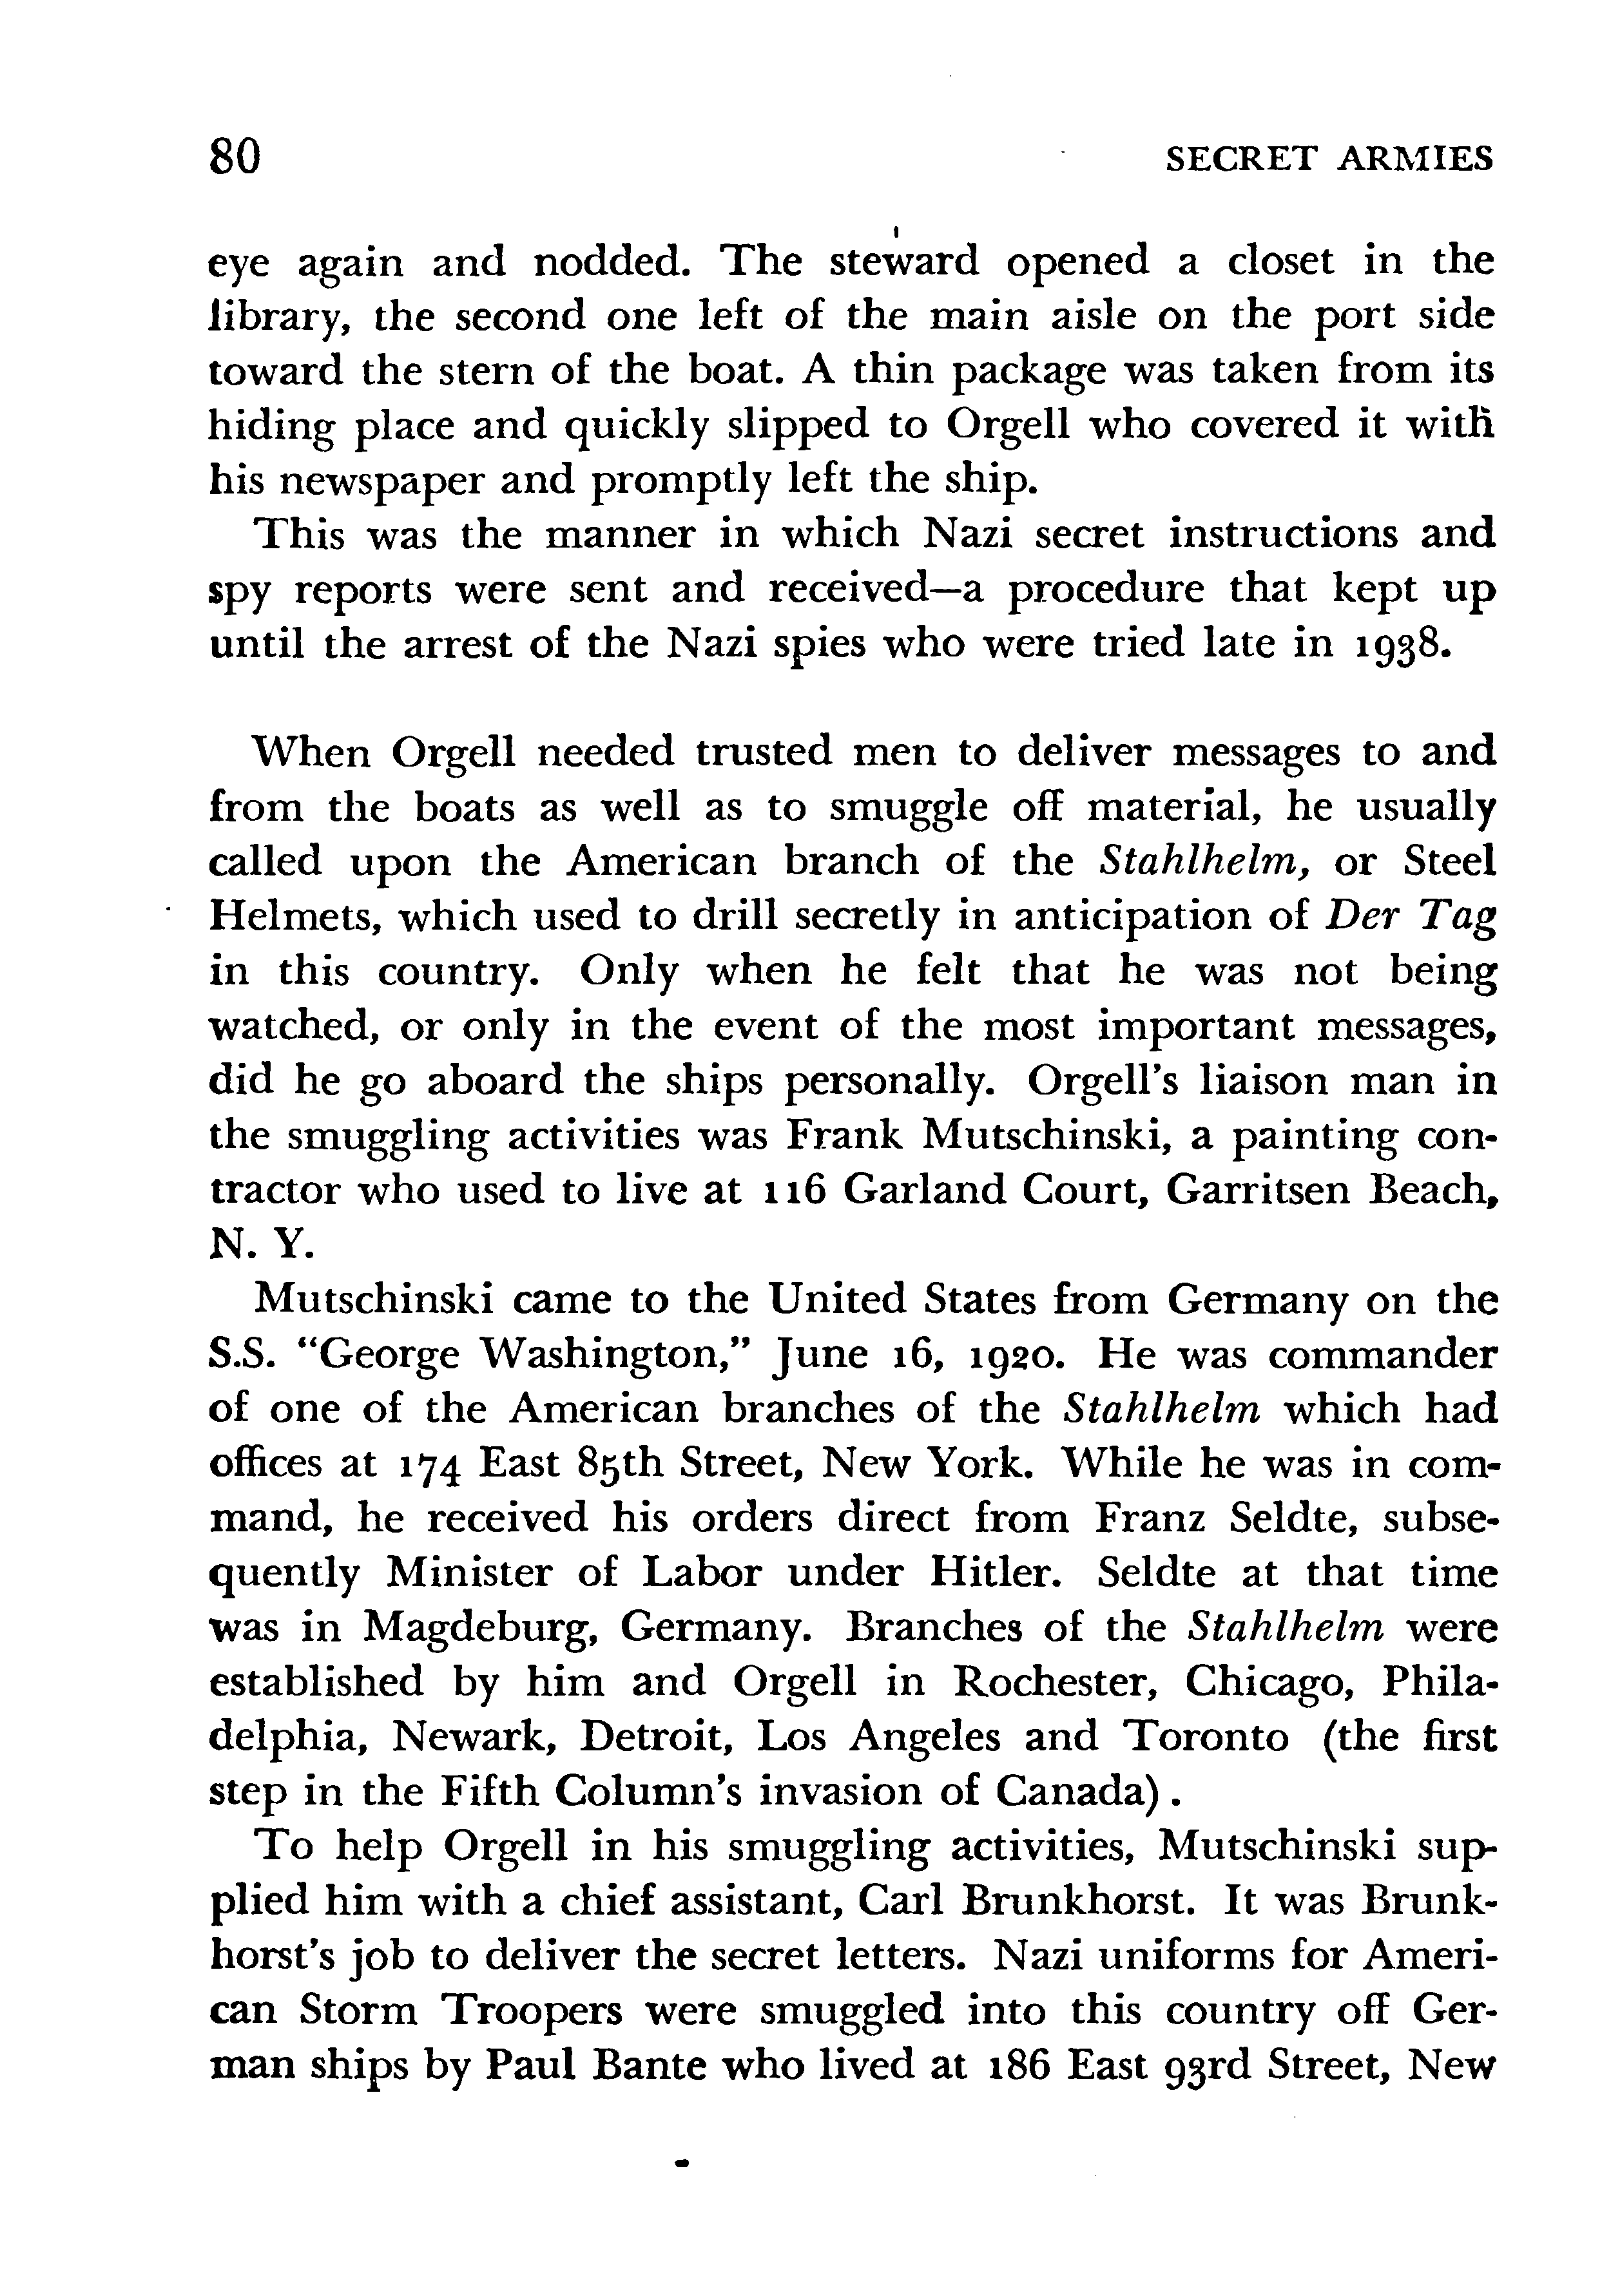 80 SECRET ARMIES
eye again and nodded. The steward opened a closet in the
library, the second one left of the main aisle on the port side
toward the stern of the boat. A thin package was taken from its
hiding place and quickly slipped to Orgell who covered it with
his newspaper and promptly left the ship.
This was the manner in which Nazi secret instructions and
spy reports were sent and received—a procedure that kept up
until the arrest of the Nazi spies who were tried late in 1938.
When Orgell needed trusted men to deliver messages to and
from the boats as well as to smuggle off material, he usually
called upon the American branch of the Stahlhelm, or Steel
Helmets, which used to drill secretly in anticipation of Der Tag
in this country. Only when he felt that he was not being
watched, or only in the event of the most important messages,
did he go aboard the ships personally. Orgell's liaison man in
the smuggling activities was Frank Mutschinski, a painting con-
tractor who used to live at 116 Garland Court, Garritsen Beach,
N. Y.
Mutschinski came to the United States from Germany on the
S.S. “George Washington,” June 16, 1920. He was commander
of one of the American branches of the Stahlhelm which had
offices at 174 East 85th Street, New York. While he was in com-
mand, he received his orders direct from Franz Seldte, subse-
quently Minister of Labor under Hitler. Seldte at that time
was in Magdeburg, Germany. Branches of the Stahlhelm were
established by him and Orgell in Rochester, Chicago, Phila-
delphia, Newark, Detroit, Los Angeles and Toronto (the first
step in the Fifth Column's invasion of Canada).
To help Orgell in his smuggling activities, Mutschinski sup-
plied him with a chief assistant, Carl Brunkhorst. It was Brunk-
horst's job to deliver the secret letters. Nazi uniforms for Ameri-
can Storm Troopers were smuggled into this country off Ger-
man ships by Paul Bante who lived at 186 East 93rd Street, New